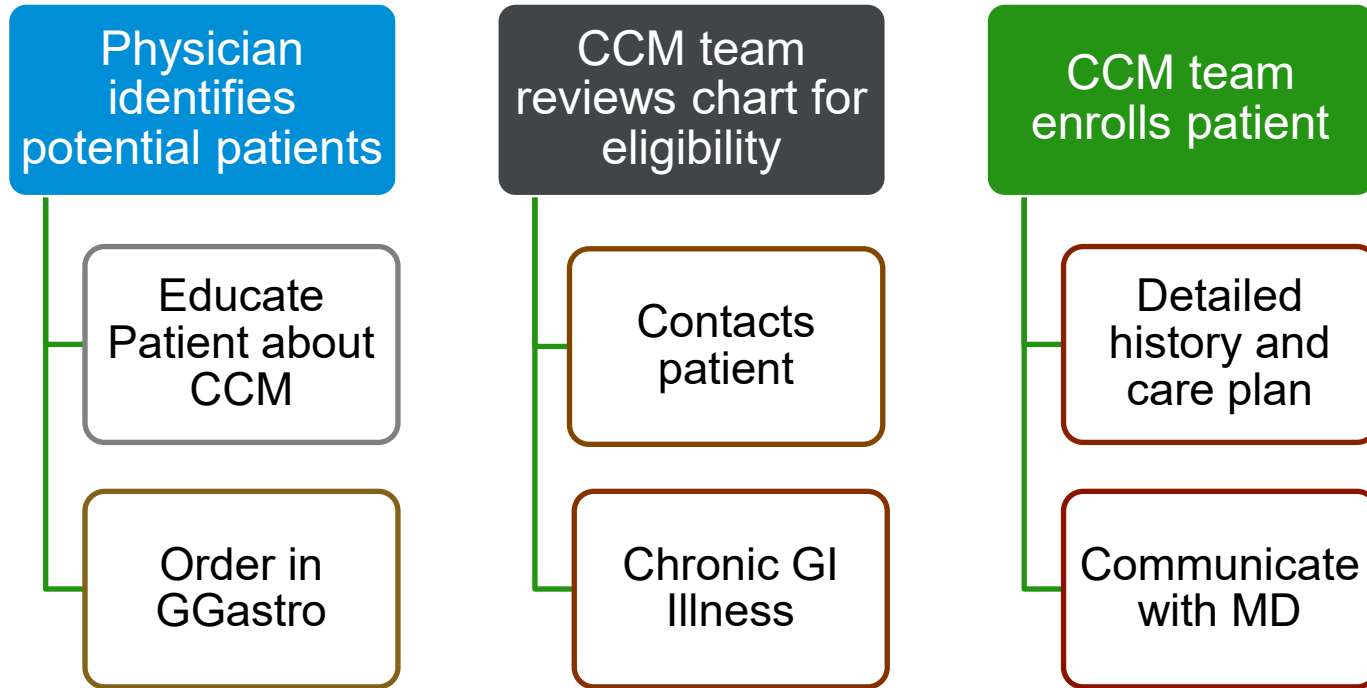 Physician
identifies
potential patients
Educate
Patient about
CCM
Order in
GGastro
CCM team
reviews chart for
eligibility
Contacts
patient
Chronic GI
Illness
CCM team
enrolls patient
Detailed
history and
care plan
Communicate
with MD